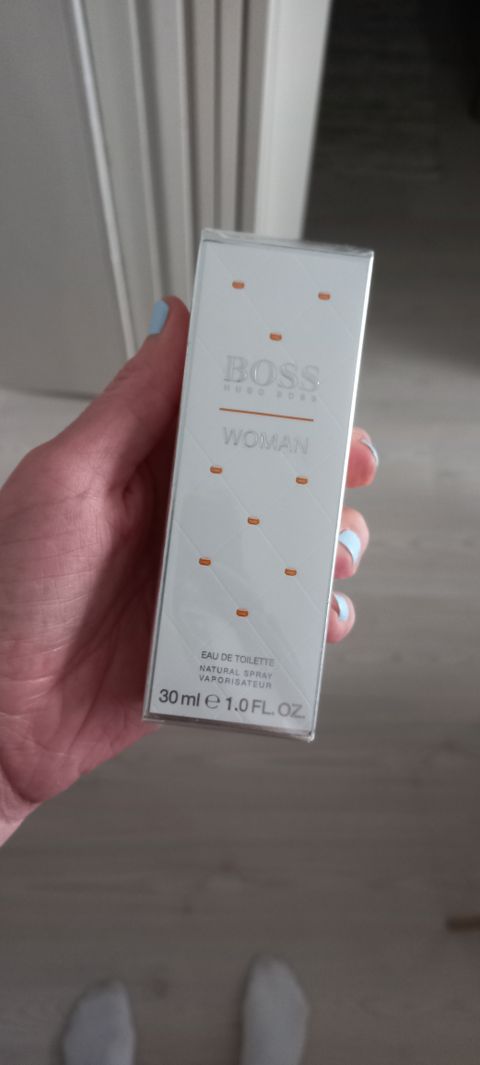 BOSS
HUGO BOSS
WOMAN
EAU DE TOILETTE
NATURAL SPRAY
VAPORISATEUR
30 ml ℮ 1.0 FL. OZ.